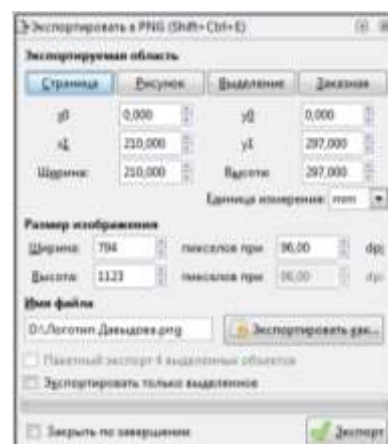 Экспортировать в PNG (Shift+Ctrl+E)
Экспортируемая область
Страница Рисунок Выделение Заказная
x0 0,000 y0 0,000
x1 210,000 y1 297,000
Ширина: 210,000 Высота: 297,000
Единица измерения: mm
Размер изображения
Ширина: 794 пикселов при 96,00 dpi
Высота: 1123 пикселов при 96,00 dpi
Имя файла
D:\Логотип Давыдова.png Экспортировать как...
Пакетный экспорт 4 выделенных объектов
Экспортировать только выделенное
Закрыть по завершении Экспорт